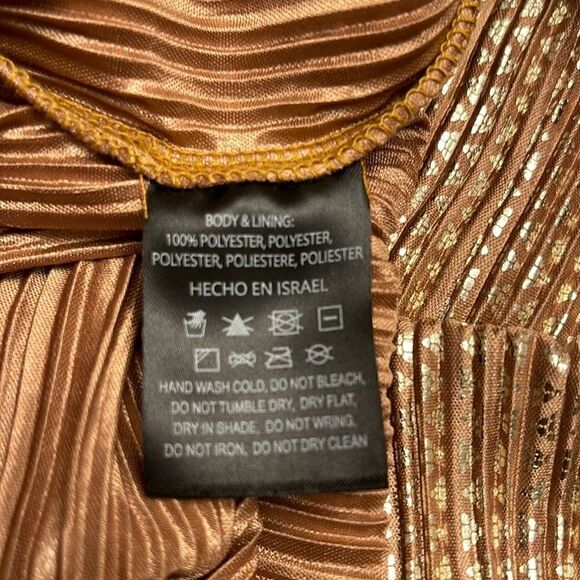 BODY & LINING:
100% POLYESTER, POLYESTER,
POLYESTER, POLIESTERE, POLIESTER
HECHO EN ISRAEL
HAND WASH COLD, DO NOT BLEACH,
DO NOT TUMBLE DRY, DRY FLAT,
DRY IN SHADE, DO NOT WRING,
DO NOT IRON, DO NOT DRY CLEAN